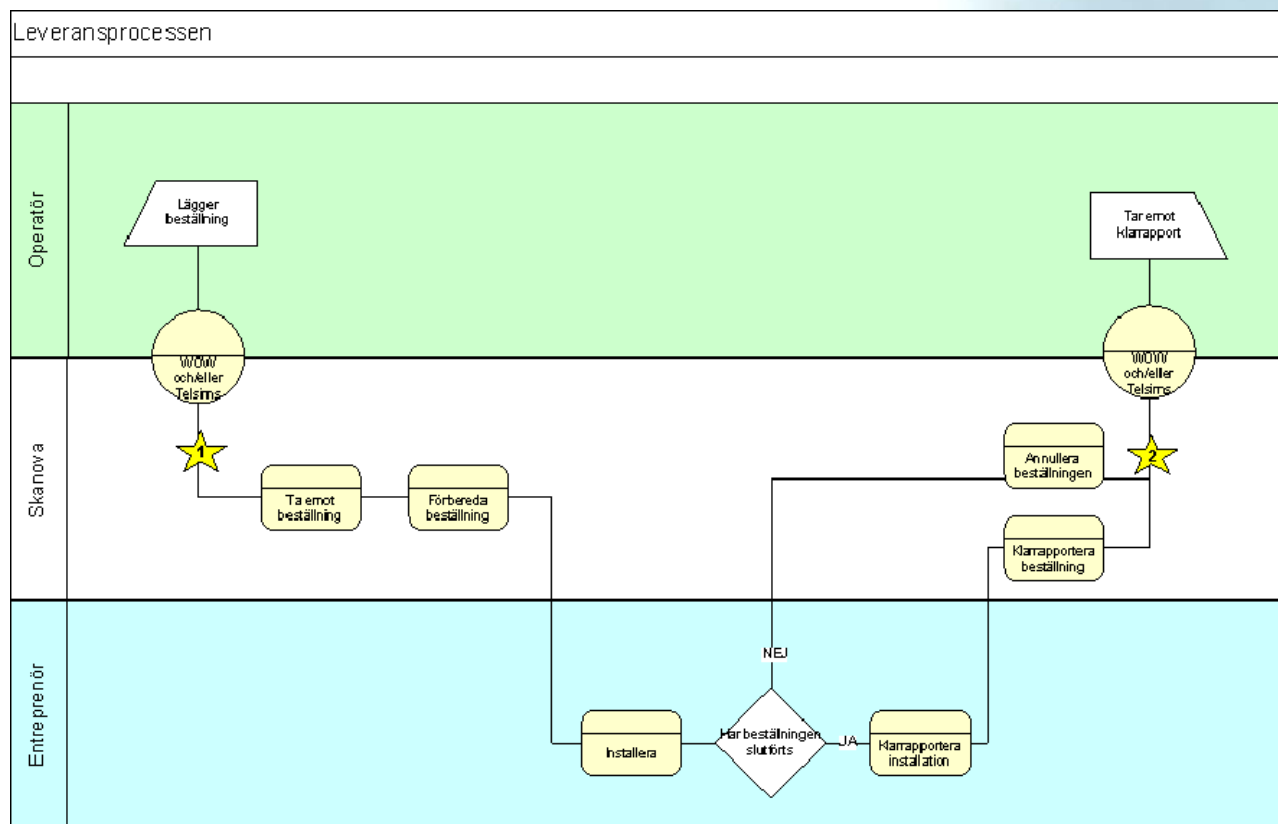 Leveransprocessen
Operatör
Lägger
beställning
Tar emot
klarrapport
WOW
och/eller
Telsims
WOW
och/eller
Telsims
Skanova
1
2
Ta emot
beställning
Förbereda
beställning
Annullera
beställningen
Klarrapportera
beställning
Entreprenör
NEJ
Installera
Har beställningen
slutförts
JA
Klarrapportera
installation